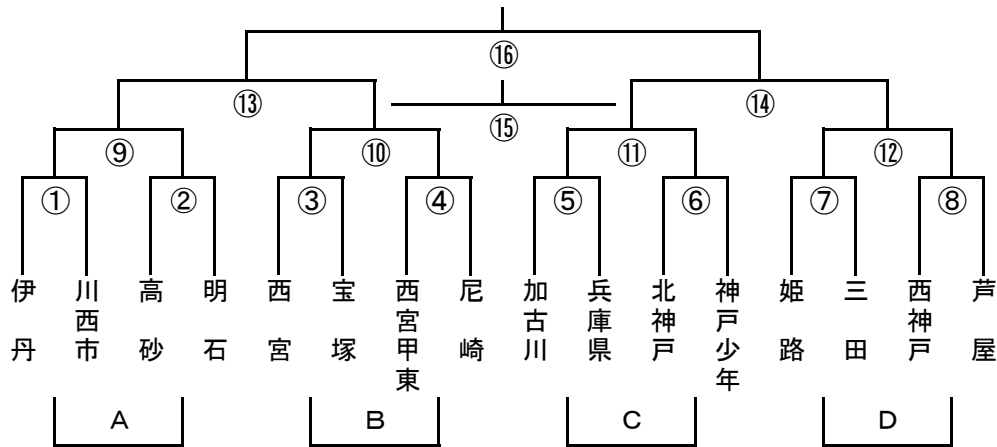 ⑯
⑬ ⑭
⑮
⑨ ⑩ ⑪ ⑫
① ② ③ ④ ⑤ ⑥ ⑦ ⑧
伊丹
川西市
高砂
明石
西宮
宝塚
西宮甲東
尼崎
加古川
兵庫県
北神戸
神戸少年
姫路
三田
西神戸
芦屋
A B C D